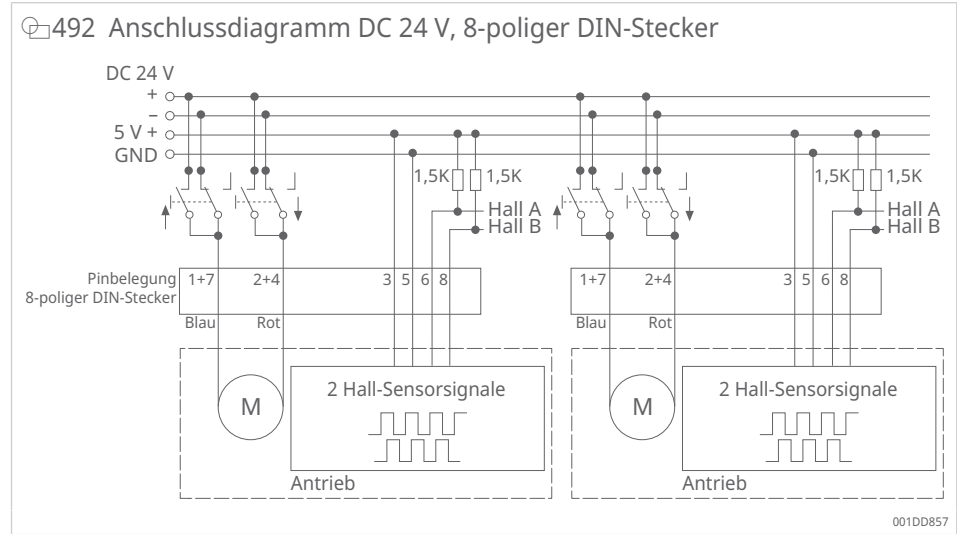 492 Anschlussdiagramm DC 24 V, 8-poliger DIN-Stecker
DC 24 V
+
–
5 V +
GND
1,5K 1,5K 1,5K 1,5K
Hall A Hall A
Hall B Hall B
Pinbelegung
8-poliger DIN-Stecker
1+7 2+4 3 5 6 8 1+7 2+4 3 5 6 8
Blau Rot Blau Rot
2 Hall-Sensorsignale 2 Hall-Sensorsignale
M M
Antrieb Antrieb
001DD857